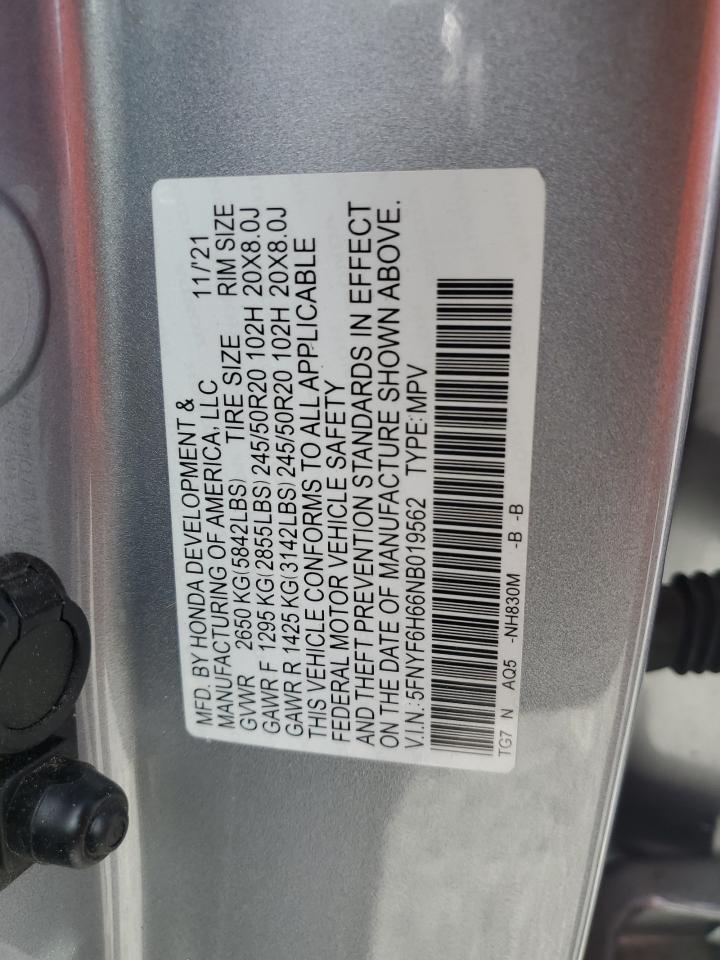 MFD. BY HONDA DEVELOPMENT &
MANUFACTURING OF AMERICA, LLC 11/'21
GVWR 2650 KG(5842LBS) TIRE SIZE RIM SIZE
GAWR F 1295 KG(2855LBS) 245/50R20 102H 20X8.0J
GAWR R 1425 KG(3142LBS) 245/50R20 102H 20X8.0J
THIS VEHICLE CONFORMS TO ALL APPLICABLE
FEDERAL MOTOR VEHICLE SAFETY
AND THEFT PREVENTION STANDARDS IN EFFECT
ON THE DATE OF MANUFACTURE SHOWN ABOVE.
V.I.N.: 5FNYF6H66NB019562 TYPE: MPV
TG7 N AQ5 -NH830M -B -B